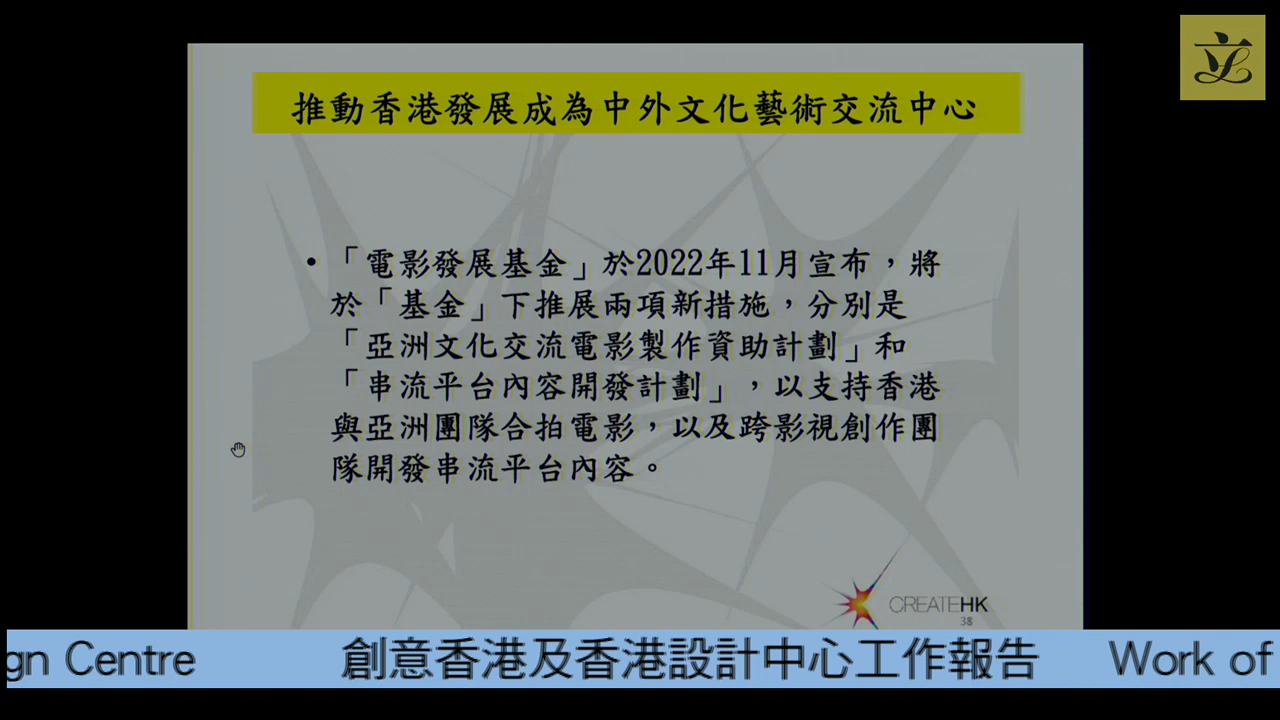 推動香港發展成為中外文化藝術交流中心
• 「電影發展基金」於2022年11月宣布，將
於「基金」下推展兩項新措施，分別是
「亞洲文化交流電影製作資助計劃」和
「串流平台內容開發計劃」，以支持香港
與亞洲團隊合拍電影，以及跨影視創作團
隊開發串流平台內容。
CREATEHK
38
gn Centre 創意香港及香港設計中心工作報告 Work of